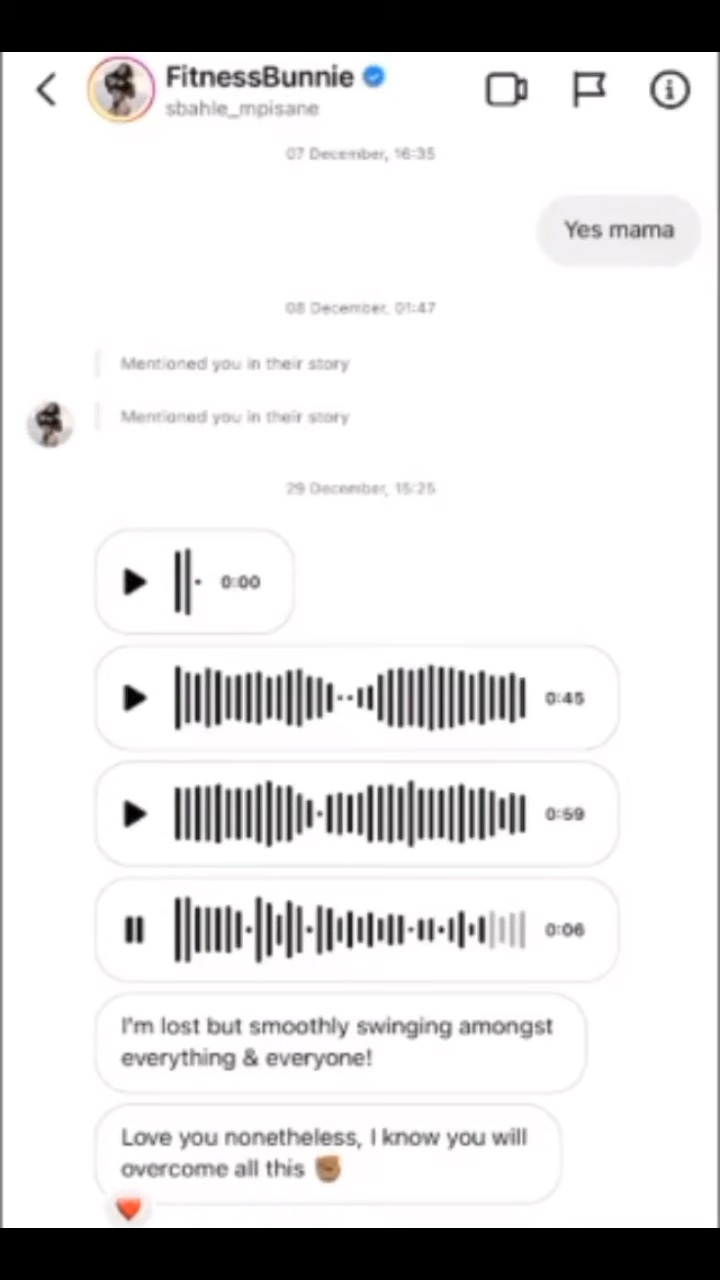 FitnessBunnie
sbahle_mpisane
07 December, 16:35
Yes mama
08 December, 01:47
Mentioned you in their story
Mentioned you in their story
29 December, 15:25
0:00
0:45
0:59
0:06
I'm lost but smoothly swinging amongst
everything & everyone!
Love you nonetheless, I know you will
overcome all this ✊🏾